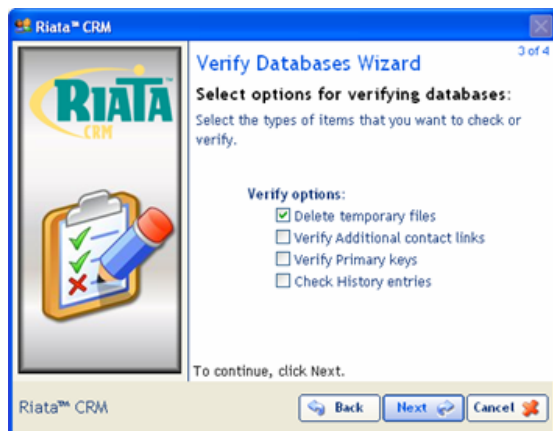 Riata™ CRM
RIATA™
CRM
3 of 4
Verify Databases Wizard
Select options for verifying databases:
Select the types of items that you want to check or
verify.
Verify options:
Delete temporary files
Verify Additional contact links
Verify Primary keys
Check History entries
To continue, click Next.
Riata™ CRM
Back
Next
Cancel